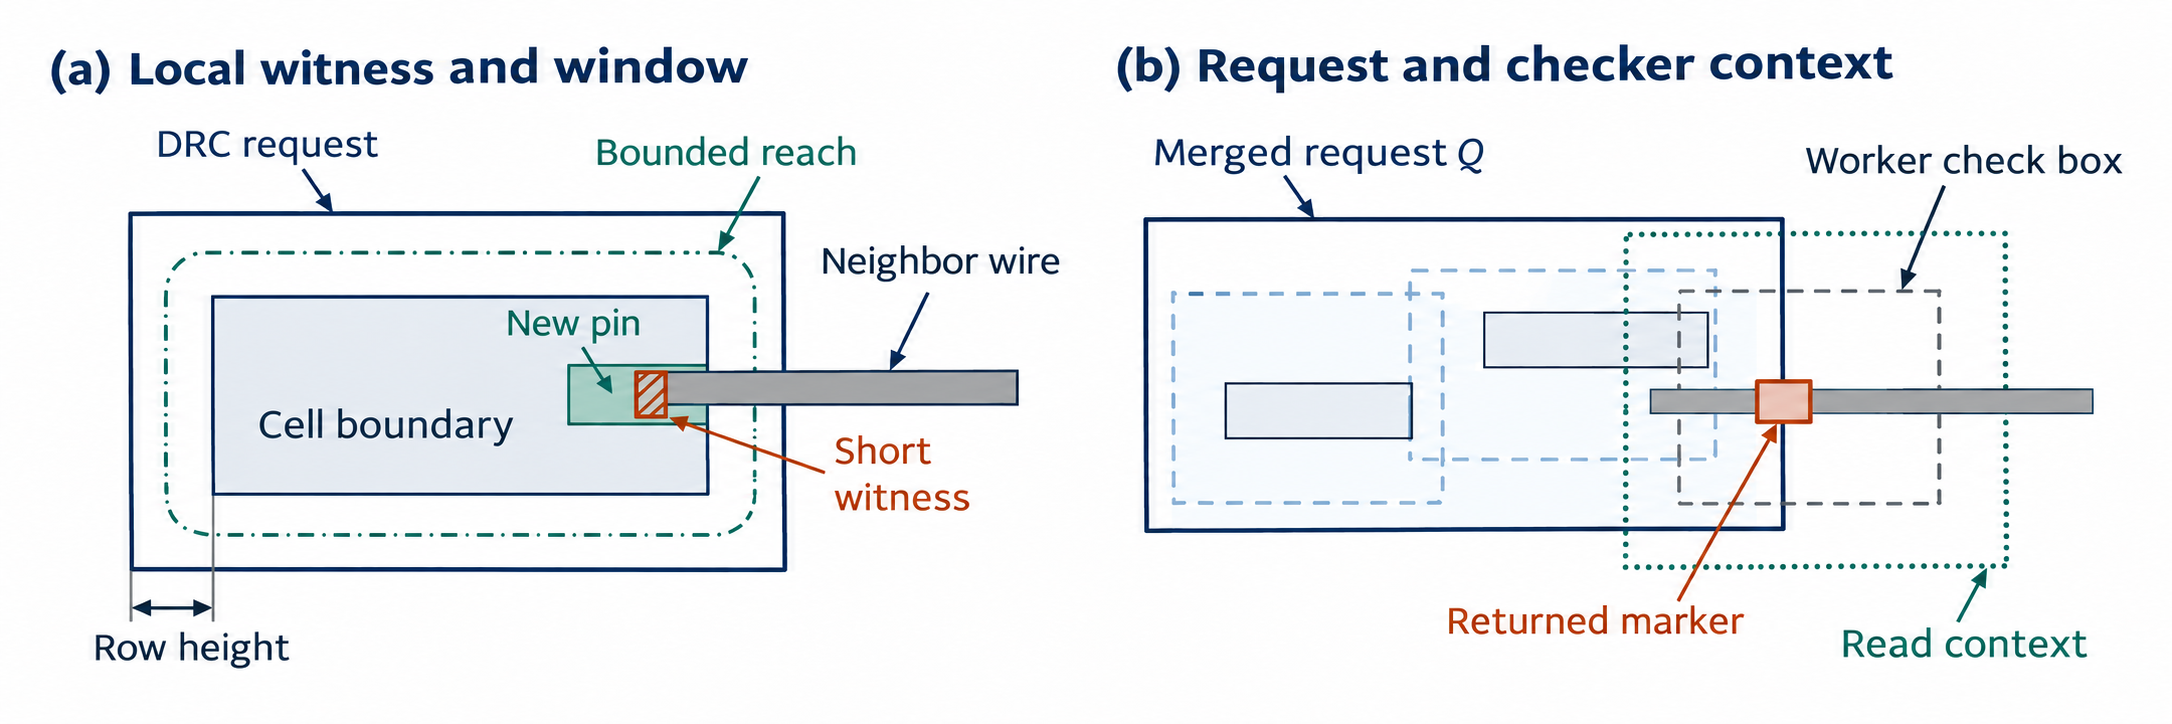 (a) Local witness and window
DRC request
Bounded reach
Neighbor wire
New pin
Cell boundary
Short
witness
Row height
(b) Request and checker context
Merged request Q
Worker check box
Returned marker
Read context